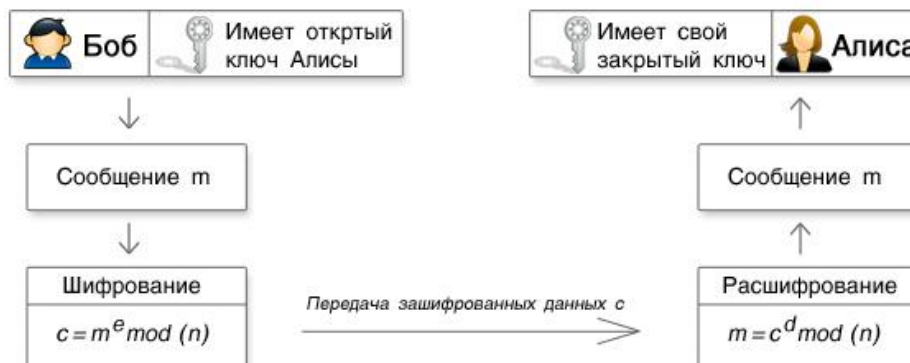 Боб
Имеет откртый
ключ Алисы
Имеет свой
закрытый ключ
Алиса
Сообщение m
Сообщение m
Шифрование
c = m^e mod (n)
Передача зашифрованных данных c
Расшифрование
m = c^d mod (n)